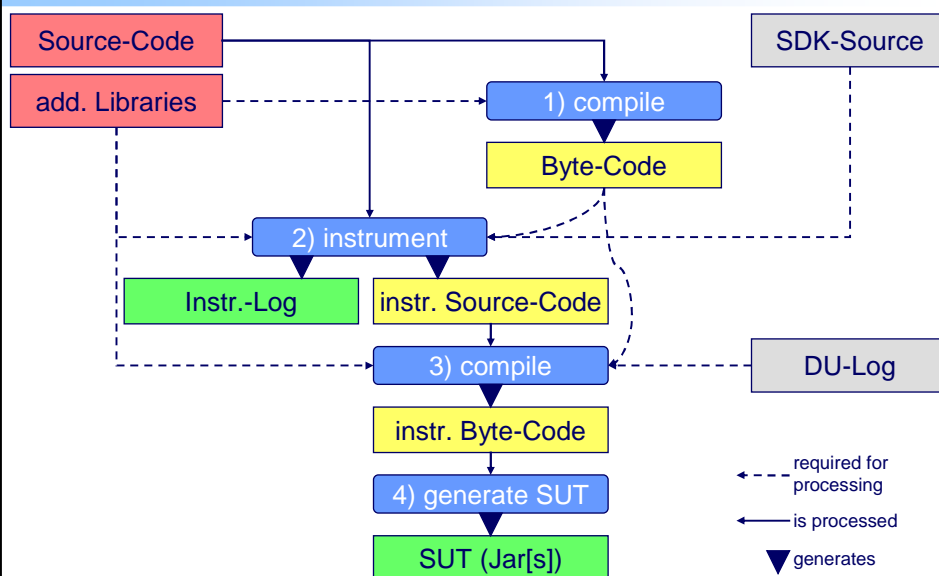 Source-Code
SDK-Source
add. Libraries
1) compile
Byte-Code
2) instrument
Instr.-Log
instr. Source-Code
3) compile
DU-Log
instr. Byte-Code
4) generate SUT
SUT (Jar[s])
required for
processing
is processed
generates